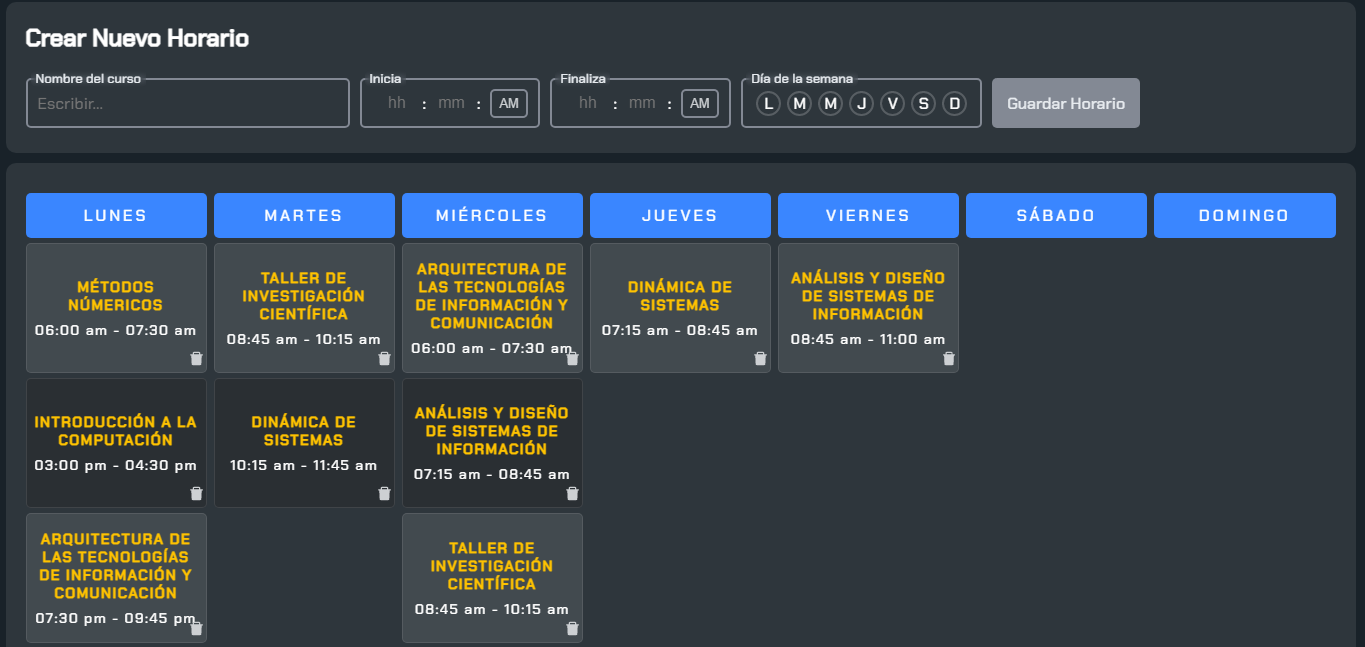 Crear Nuevo Horario
Nombre del curso
Escribir...
Inicia
hh : mm : AM
Finaliza
hh : mm : AM
Día de la semana
L M M J V S D
Guardar Horario
LUNES MARTES MIÉRCOLES JUEVES VIERNES SÁBADO DOMINGO
MÉTODOS
NÚMERICOS
06:00 am - 07:30 am
TALLER DE
INVESTIGACIÓN
CIENTÍFICA
08:45 am - 10:15 am
ARQUITECTURA DE
LAS TECNOLOGÍAS
DE INFORMACIÓN Y
COMUNICACIÓN
06:00 am - 07:30 am
DINÁMICA DE
SISTEMAS
07:15 am - 08:45 am
ANÁLISIS Y DISEÑO
DE SISTEMAS DE
INFORMACIÓN
08:45 am - 11:00 am
INTRODUCCIÓN A LA
COMPUTACIÓN
03:00 pm - 04:30 pm
DINÁMICA DE
SISTEMAS
10:15 am - 11:45 am
ANÁLISIS Y DISEÑO
DE SISTEMAS DE
INFORMACIÓN
07:15 am - 08:45 am
ARQUITECTURA DE
LAS TECNOLOGÍAS
DE INFORMACIÓN Y
COMUNICACIÓN
07:30 pm - 09:45 pm
TALLER DE
INVESTIGACIÓN
CIENTÍFICA
08:45 am - 10:15 am